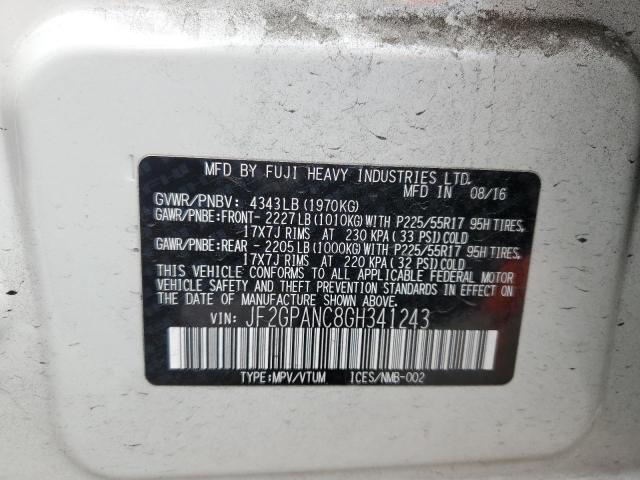 MFD BY FUJI HEAVY INDUSTRIES LTD.
MFD IN 08/16
GVWR/PNBV: 4343LB (1970KG)
GAWR/PNBE:FRONT- 2227LB (1010KG)WITH P225/55R17 95H TIRES,
17X7J RIMS AT 230 KPA (33 PSI)COLD
GAWR/PNBE:REAR - 2205LB (1000KG)WITH P225/55R17 95H TIRES,
17X7J RIMS AT 220 KPA (32 PSI)COLD
THIS VEHICLE CONFORMS TO ALL APPLICABLE FEDERAL MOTOR
VEHICLE SAFETY AND THEFT PREVENTION STANDARDS IN EFFECT ON
THE DATE OF MANUFACTURE SHOWN ABOVE.
VIN: JF2GPANC8GH341243
TYPE:MPV/VTUM ICES/NMB-002